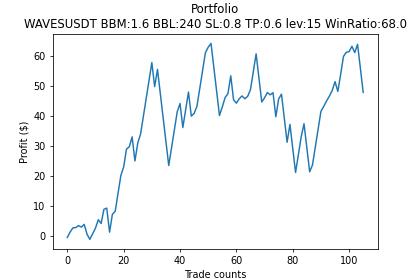 Portfolio
WAVESUSDT BBM:1.6 BBL:240 SL:0.8 TP:0.6 lev:15 WinRatio:68.0
60
50
40
30
20
10
0
Profit ($)
0 20 40 60 80 100
Trade counts